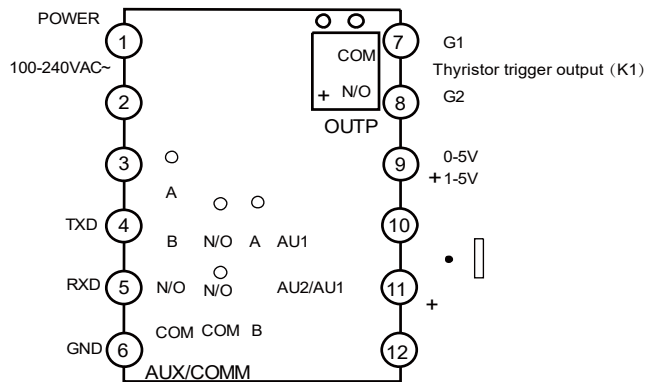 POWER
1
100-240VAC~
2
3
TXD 4
RXD 5
GND 6
A
B N/O A AU1
N/O N/O AU2/AU1
COM COM B
AUX/COMM
COM
+ N/O
OUTP
7 G1
Thyristor trigger output (K1)
8 G2
9 0-5V
+ 1-5V
10
11 +
12